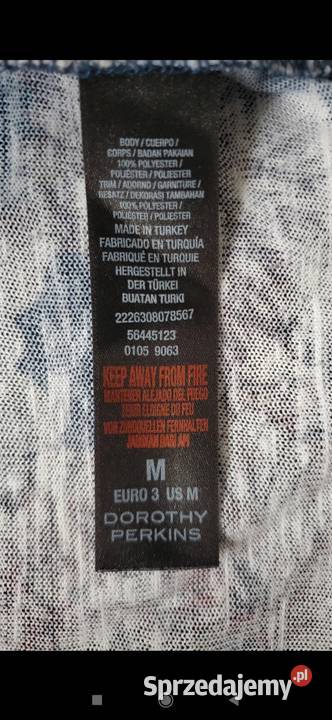 BODY / CUERPO /
CORPS / BADAN PAKAIAN
100% POLYESTER /
POLIÉSTER / POLIESTER
TRIM / ADORNO / GARNITURE /
BESATZ / DEKORASI TAMBAHAN
100% POLYESTER /
POLIÉSTER / POLIESTER
MADE IN TURKEY
FABRICADO EN TURQUÍA
FABRIQUÉ EN TURQUIE
HERGESTELLT IN
DER TÜRKEI
BUATAN TURKI
2226308078567
56445123
0105 9063
KEEP AWAY FROM FIRE
MANTENER ALEJADO DEL FUEGO
TENIR ELOIGNE DU FEU
VON ZUNDQUELLEN FERNHALTEN
JAUHKAN DARI API
M
EURO 3 US M
DOROTHY
PERKINS
Sprzedajemy.pl